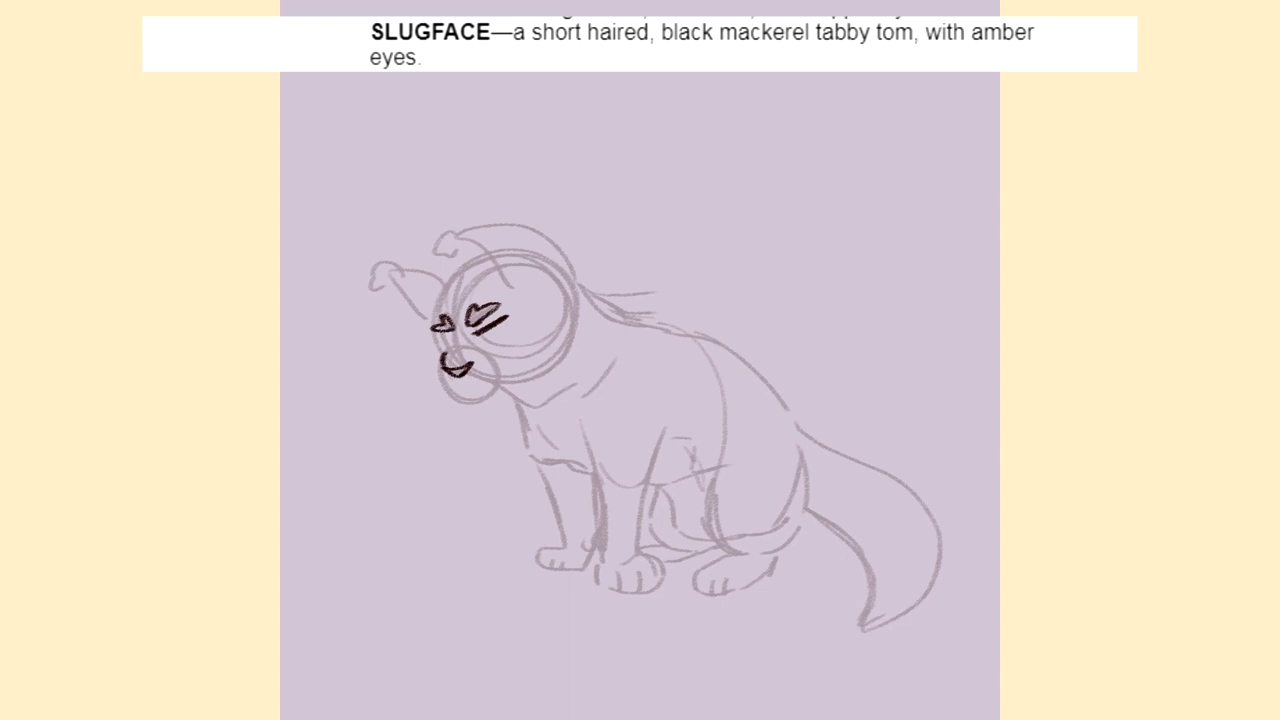 SLUGFACE—a short haired, black mackerel tabby tom, with amber
eyes.